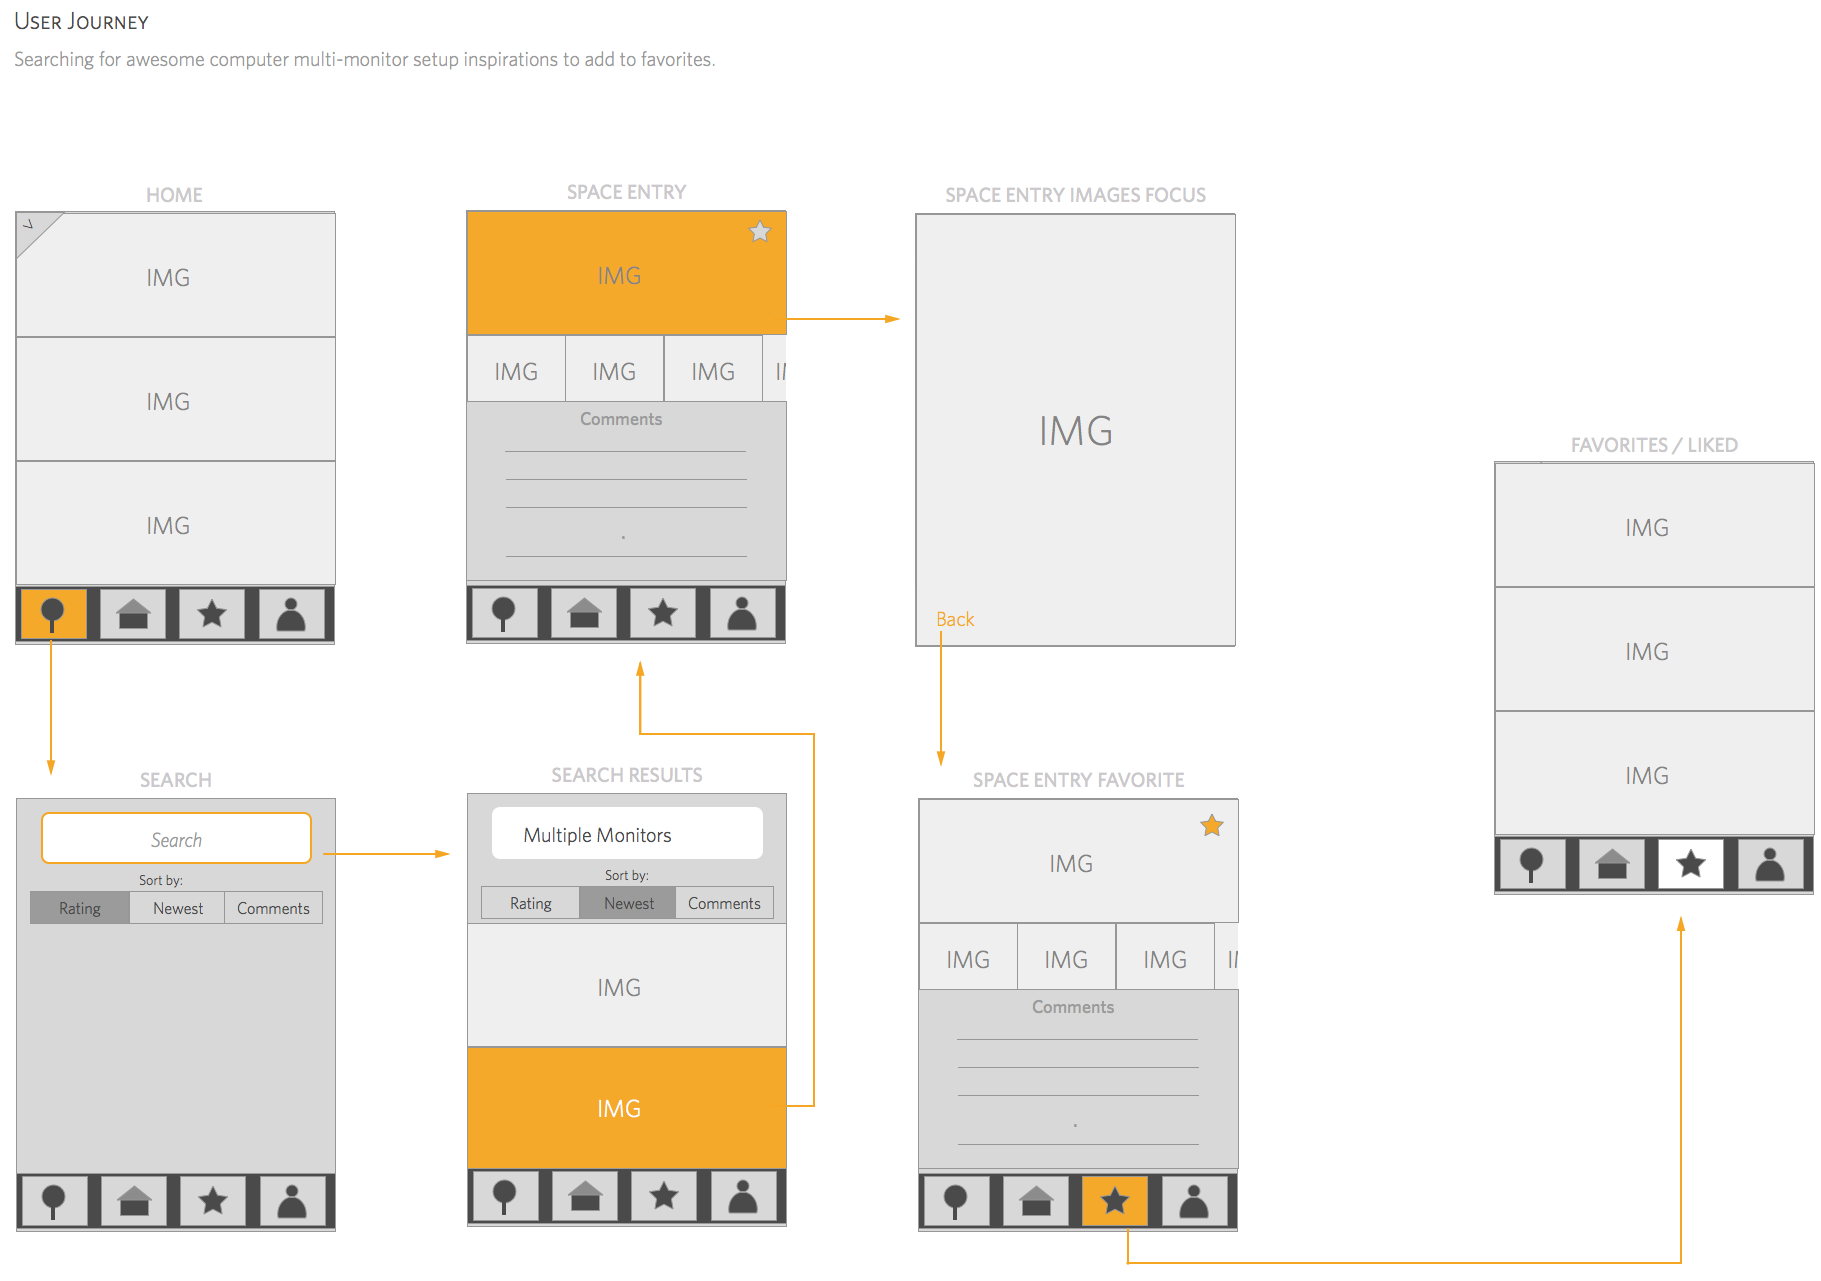 User Journey
Searching for awesome computer multi-monitor setup inspirations to add to favorites.
HOME
>
IMG
IMG
IMG
SPACE ENTRY
IMG
IMG IMG IMG
Comments
SPACE ENTRY IMAGES FOCUS
IMG
Back
FAVORITES / LIKED
IMG
IMG
IMG
SEARCH
Search
Sort by:
Rating Newest Comments
SEARCH RESULTS
Multiple Monitors
Sort by:
Rating Newest Comments
IMG
IMG
SPACE ENTRY FAVORITE
IMG
IMG IMG IMG
Comments